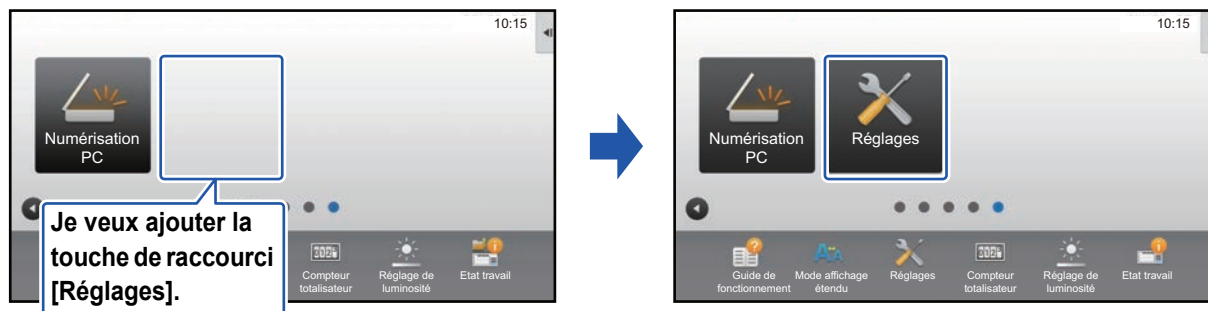 10:15
Numérisation
PC
Je veux ajouter la
touche de raccourci
[Réglages].
Compteur
totalisateur
Réglage de
luminosité
Etat travail
10:15
Numérisation
PC
Réglages
Guide de
fonctionnement
Mode affichage
étendu
Réglages
Compteur
totalisateur
Réglage de
luminosité
Etat travail